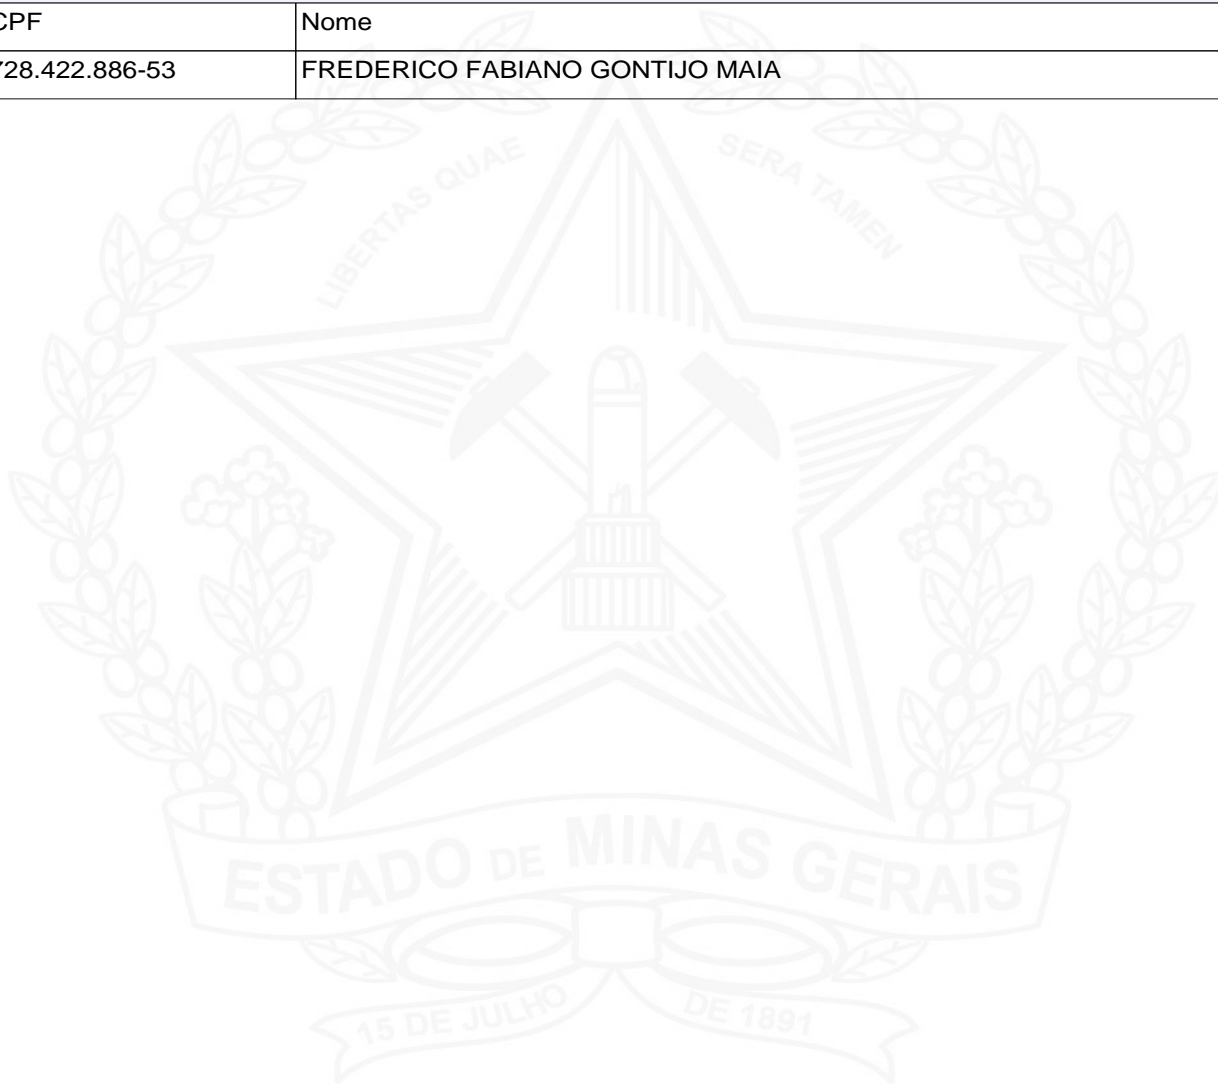 CPF Nome
728.422.886-53 FREDERICO FABIANO GONTIJO MAIA
LIBERTAS QUAE SERA TAMEN
ESTADO DE MINAS GERAIS
15 DE JULHO DE 1891